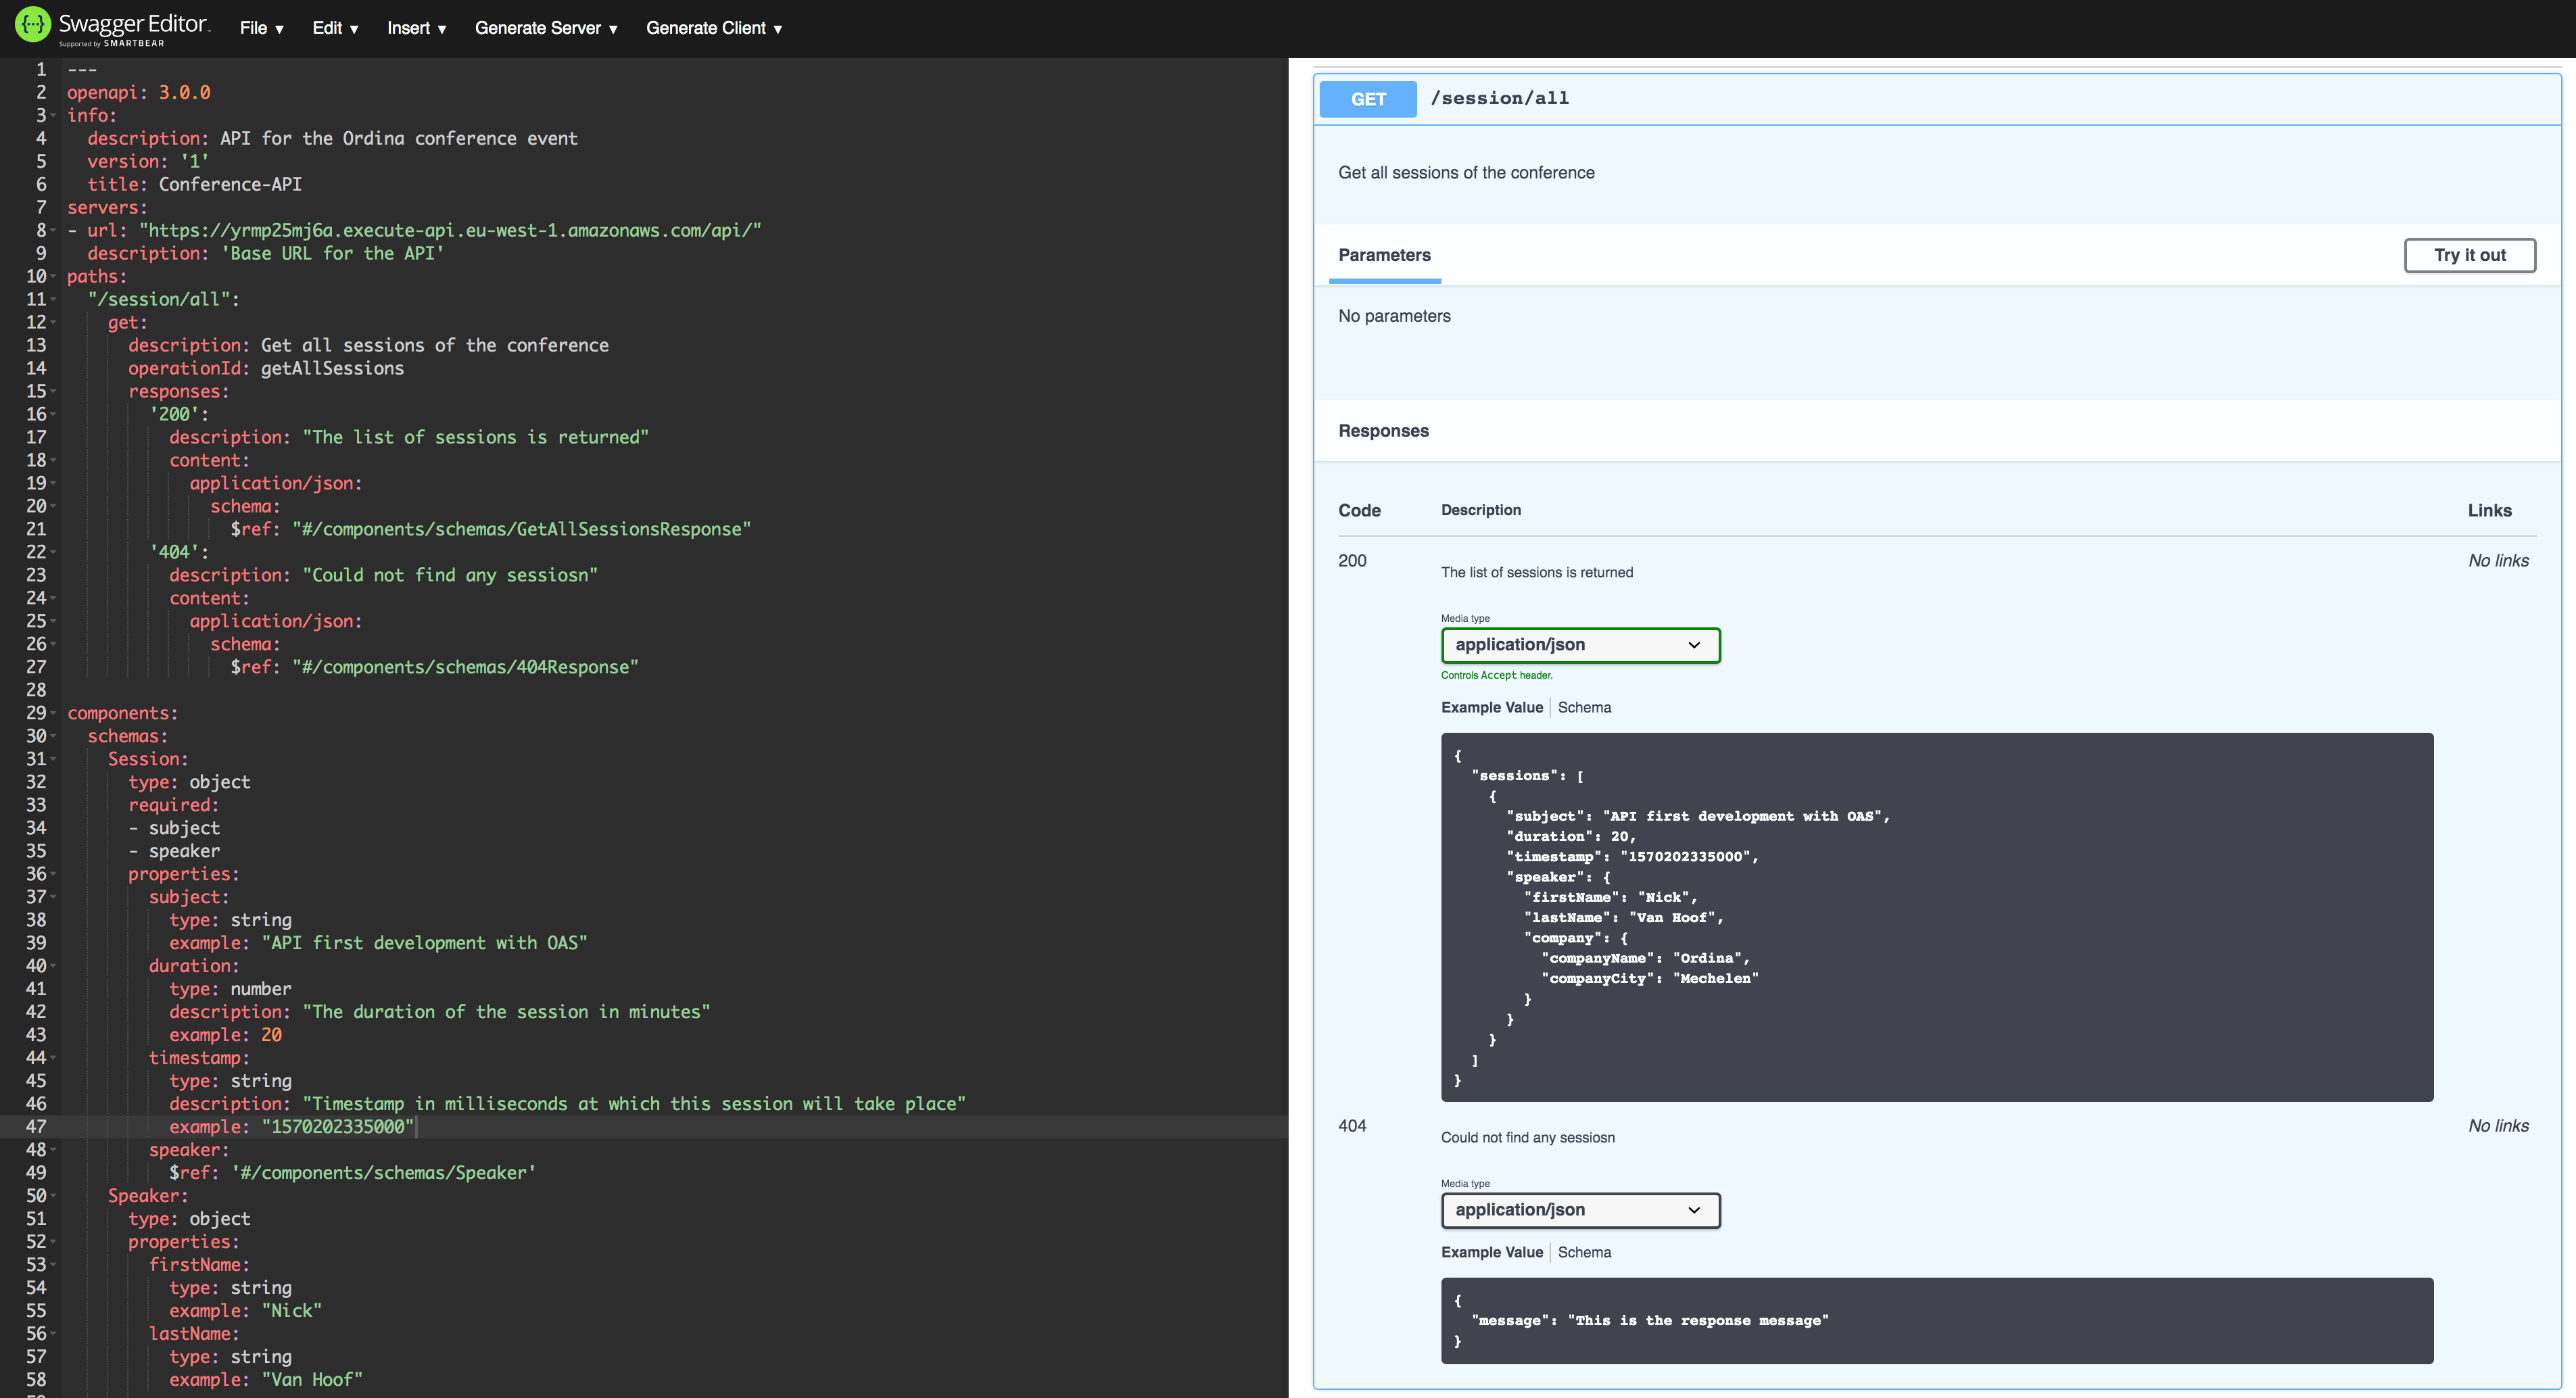 Swagger Editor
Supported by SMARTBEAR
File ▼ Edit ▼ Insert ▼ Generate Server ▼ Generate Client ▼
1 ---
2 openapi: 3.0.0
3 info:
4 description: API for the Ordina conference event
5 version: '1'
6 title: Conference-API
7 servers:
8 - url: "https://yrmp25mj6a.execute-api.eu-west-1.amazonaws.com/api/"
9 description: 'Base URL for the API'
10 paths:
11 "/session/all":
12 get:
13 description: Get all sessions of the conference
14 operationId: getAllSessions
15 responses:
16 '200':
17 description: "The list of sessions is returned"
18 content:
19 application/json:
20 schema:
21 $ref: "#/components/schemas/GetAllSessionsResponse"
22 '404':
23 description: "Could not find any sessiosn"
24 content:
25 application/json:
26 schema:
27 $ref: "#/components/schemas/404Response"
28
29 components:
30 schemas:
31 Session:
32 type: object
33 required:
34 - subject
35 - speaker
36 properties:
37 subject:
38 type: string
39 example: "API first development with OAS"
40 duration:
41 type: number
42 description: "The duration of the session in minutes"
43 example: 20
44 timestamp:
45 type: string
46 description: "Timestamp in milliseconds at which this session will take place"
47 example: "1570202335000"
48 speaker:
49 $ref: '#/components/schemas/Speaker'
50 Speaker:
51 type: object
52 properties:
53 firstName:
54 type: string
55 example: "Nick"
56 lastName:
57 type: string
58 example: "Van Hoof"
GET /session/all
Get all sessions of the conference
Parameters
Try it out
No parameters
Responses
Code Description Links
200 The list of sessions is returned No links
Media type
application/json
Controls Accept header.
Example Value Schema
{
"sessions": [
{
"subject": "API first development with OAS",
"duration": 20,
"timestamp": "1570202335000",
"speaker": {
"firstName": "Nick",
"lastName": "Van Hoof",
"company": {
"companyName": "Ordina",
"companyCity": "Mechelen"
}
}
}
]
}
404 Could not find any sessiosn No links
Media type
application/json
Example Value Schema
{
"message": "This is the response message"
}